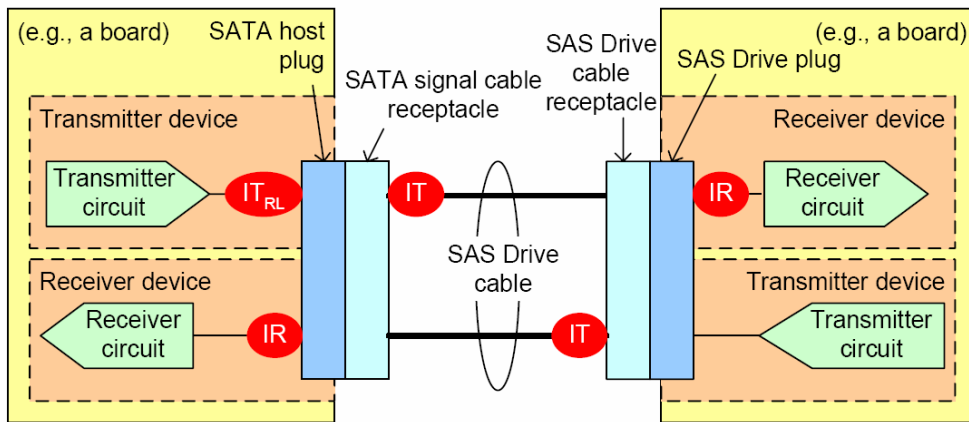 (e.g., a board)
SATA host
plug
SATA signal cable
receptacle
SAS Drive
cable
receptacle
(e.g., a board)
SAS Drive plug
Transmitter device
Transmitter
circuit
IT RL
IT
IR
Receiver device
Receiver
circuit
SAS Drive
cable
Receiver device
Receiver
circuit
IR
IT
Transmitter device
Transmitter
circuit